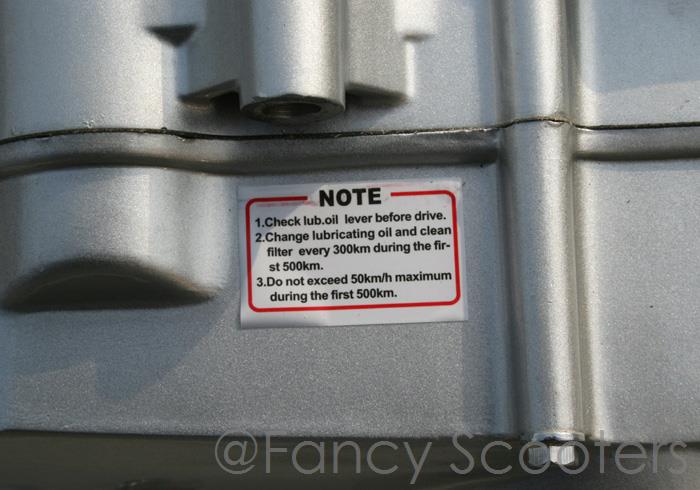 NOTE
1.Check lub.oil lever before drive.
2.Change lubricating oil and clean
filter every 300km during the fir-
st 500km.
3.Do not exceed 50km/h maximum
during the first 500km.
@Fancy Scooters